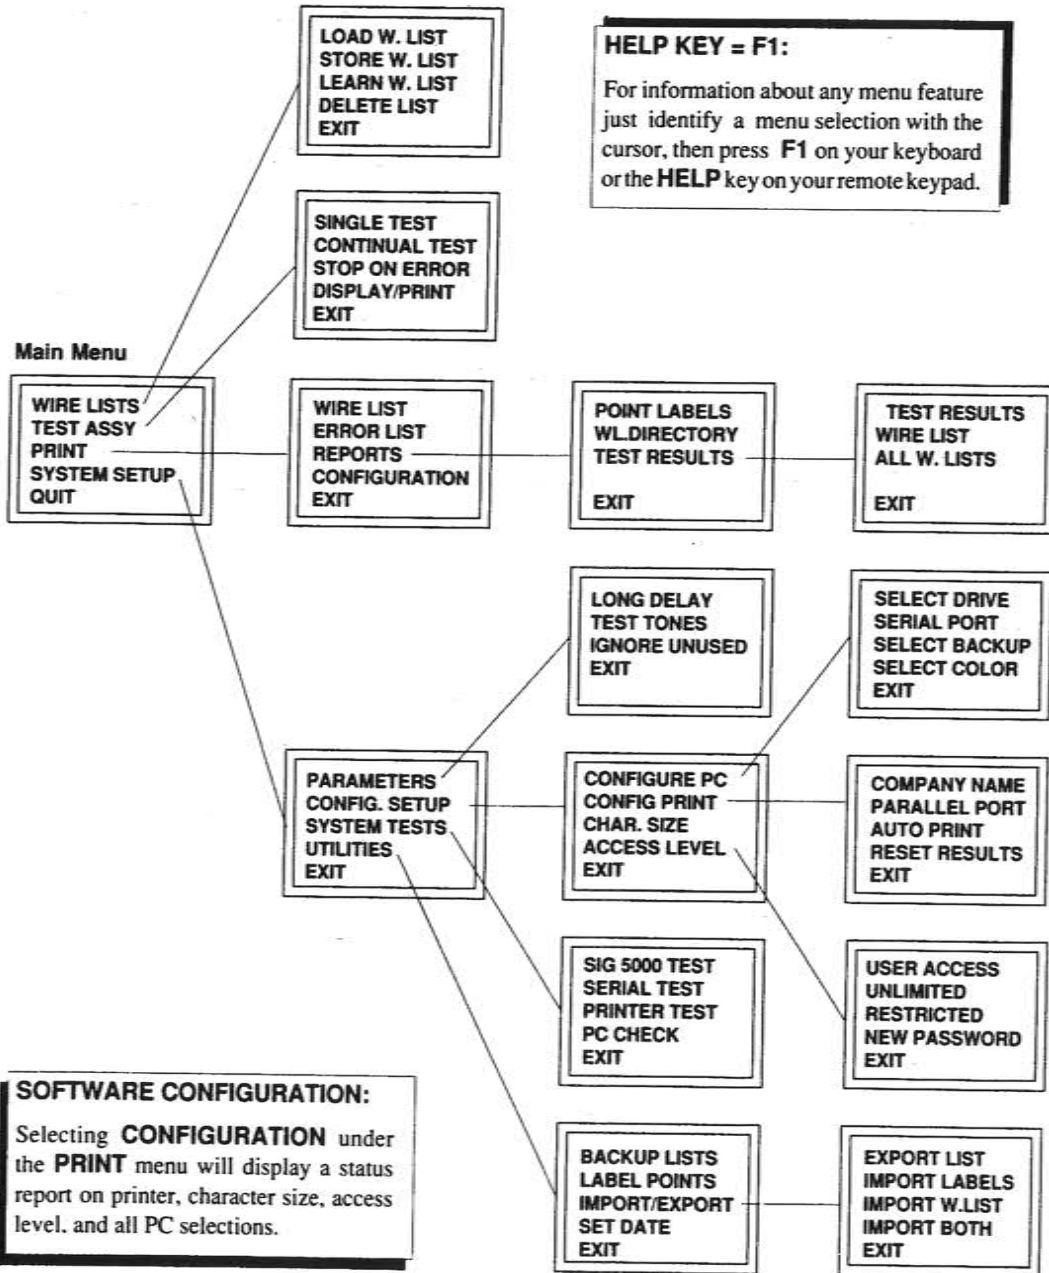 LOAD W. LIST
STORE W. LIST
LEARN W. LIST
DELETE LIST
EXIT
HELP KEY = F1:
For information about any menu feature
just identify a menu selection with the
cursor, then press F1 on your keyboard
or the HELP key on your remote keypad.
SINGLE TEST
CONTINUAL TEST
STOP ON ERROR
DISPLAY/PRINT
EXIT
Main Menu
WIRE LISTS
TEST ASSY
PRINT
SYSTEM SETUP
QUIT
WIRE LIST
ERROR LIST
REPORTS
CONFIGURATION
EXIT
POINT LABELS
WL.DIRECTORY
TEST RESULTS
EXIT
TEST RESULTS
WIRE LIST
ALL W. LISTS
EXIT
LONG DELAY
TEST TONES
IGNORE UNUSED
EXIT
SELECT DRIVE
SERIAL PORT
SELECT BACKUP
SELECT COLOR
EXIT
PARAMETERS
CONFIG. SETUP
SYSTEM TESTS
UTILITIES
EXIT
CONFIGURE PC
CONFIG PRINT
CHAR. SIZE
ACCESS LEVEL
EXIT
COMPANY NAME
PARALLEL PORT
AUTO PRINT
RESET RESULTS
EXIT
SIG 5000 TEST
SERIAL TEST
PRINTER TEST
PC CHECK
EXIT
USER ACCESS
UNLIMITED
RESTRICTED
NEW PASSWORD
EXIT
SOFTWARE CONFIGURATION:
Selecting CONFIGURATION under
the PRINT menu will display a status
report on printer, character size, access
level. and all PC selections.
BACKUP LISTS
LABEL POINTS
IMPORT/EXPORT
SET DATE
EXIT
EXPORT LIST
IMPORT LABELS
IMPORT W.LIST
IMPORT BOTH
EXIT